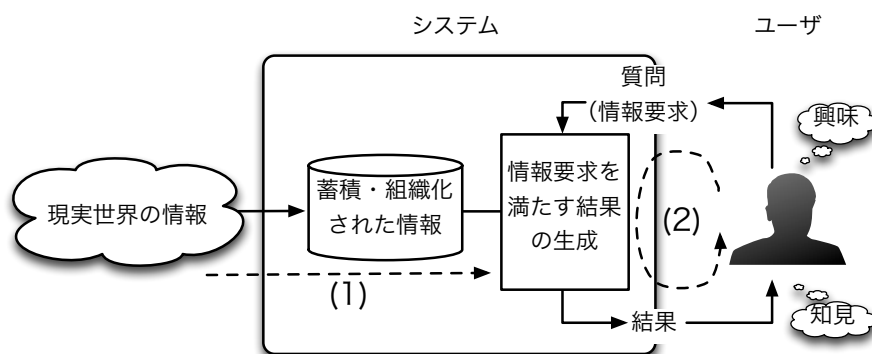 システム
ユーザ
質問
(情報要求)
興味
現実世界の情報
蓄積・組織化
された情報
情報要求を
満たす結果
の生成
(1)
(2)
結果
知見